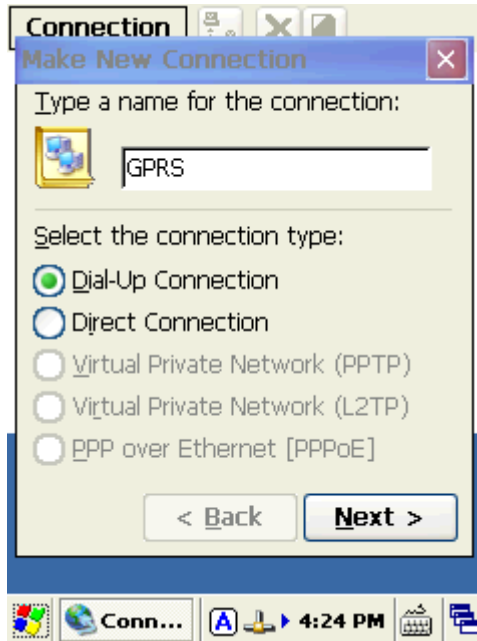 Connection
Make New Connection
Type a name for the connection:
GPRS
Select the connection type:
Dial-Up Connection
Direct Connection
Virtual Private Network (PPTP)
Virtual Private Network (L2TP)
PPP over Ethernet [PPPoE]
< Back Next >
Conn... A 4:24 PM